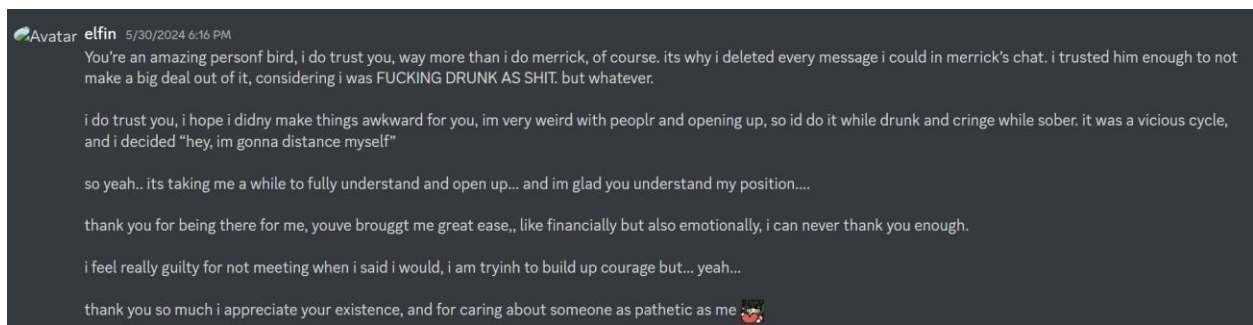 Avatar elfin 5/30/2024 6:16 PM
You're an amazing personf bird, i do trust you, way more than i do merrick, of course. its why i deleted every message i could in merrick's chat. i trusted him enough to not
make a big deal out of it, considering i was FUCKING DRUNK AS SHIT. but whatever.
i do trust you, i hope i didny make things awkward for you, im very weird with peoplr and opening up, so id do it while drunk and cringe while sober. it was a vicious cycle,
and i decided “hey, im gonna distance myself”
so yeah.. its taking me a while to fully understand and open up... and im glad you understand my position....
thank you for being there for me, youve brouggt me great ease,, like financially but also emotionally, i can never thank you enough.
i feel really guilty for not meeting when i said i would, i am tryinh to build up courage but... yeah...
thank you so much i appreciate your existence, and for caring about someone as pathetic as me